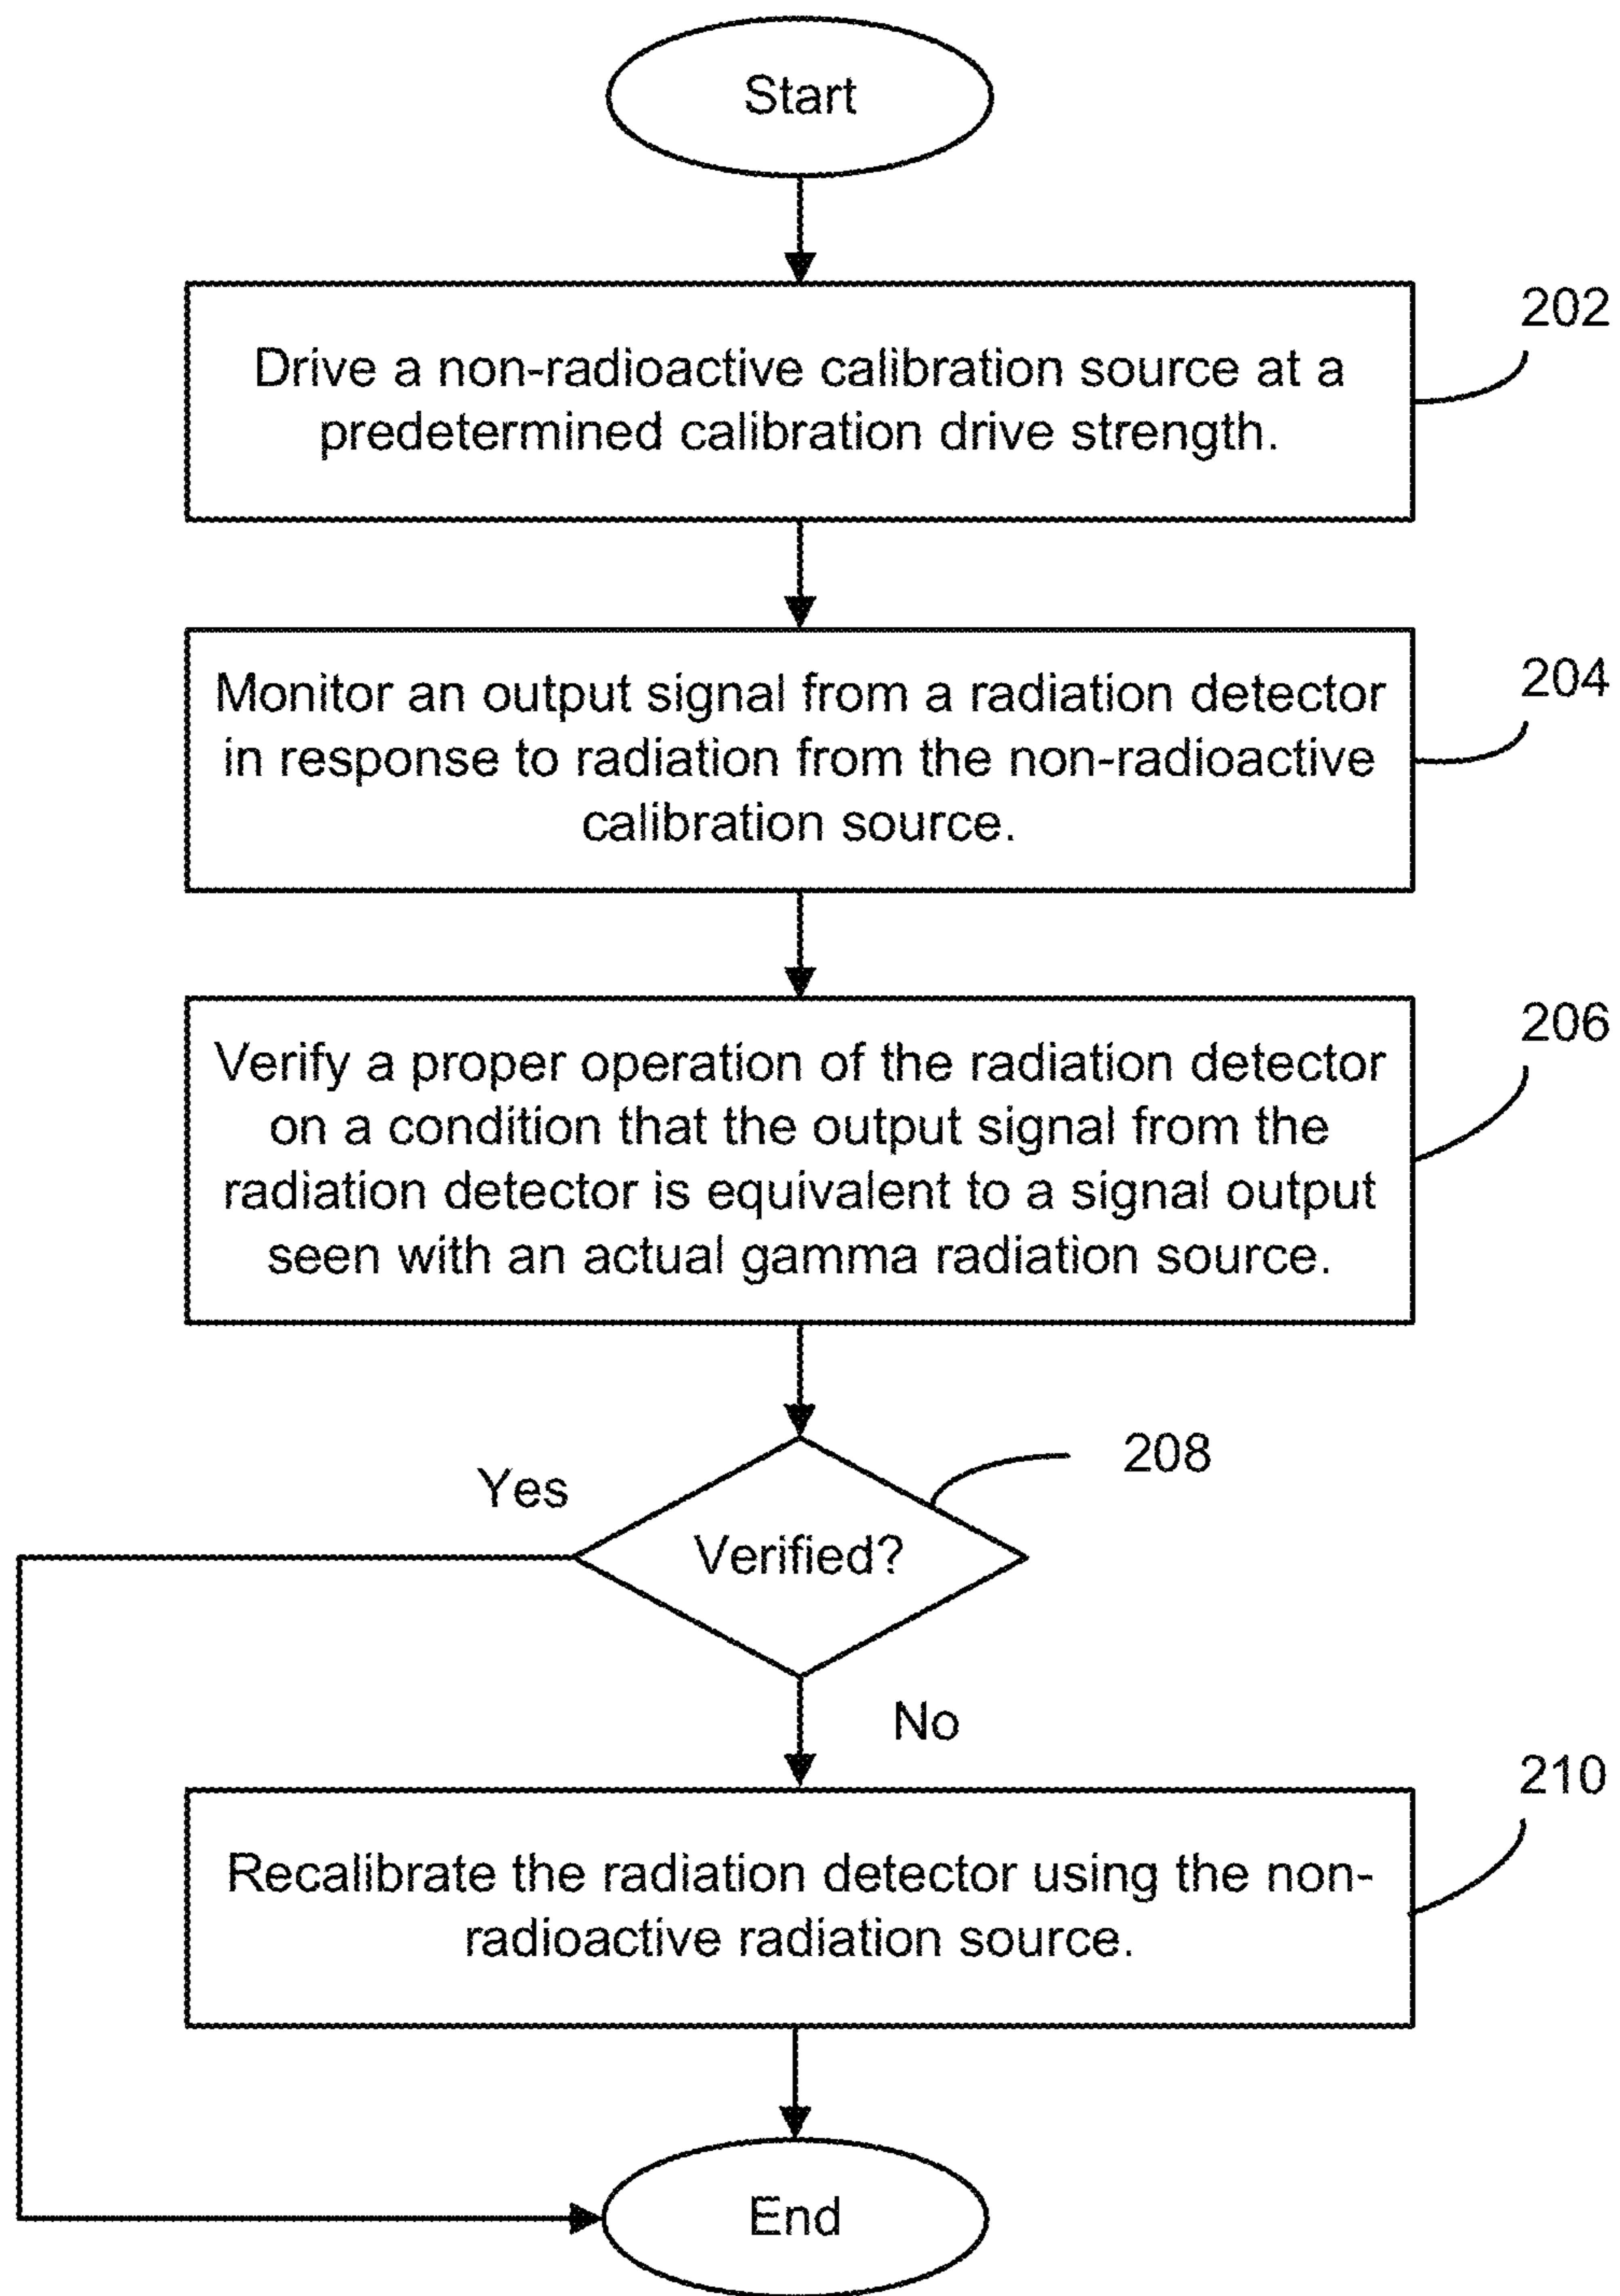 Start
202
Drive a non-radioactive calibration source at a
predetermined calibration drive strength.
204
Monitor an output signal from a radiation detector
in response to radiation from the non-radioactive
calibration source.
206
Verify a proper operation of the radiation detector
on a condition that the output signal from the
radiation detector is equivalent to a signal output
seen with an actual gamma radiation source.
208
Yes
Verified?
No
210
Recalibrate the radiation detector using the non-
radioactive radiation source.
End